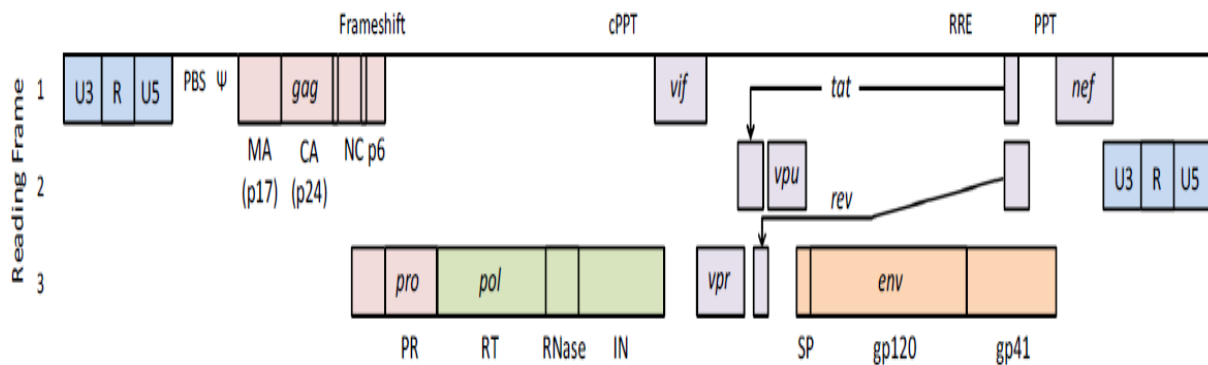 Frameshift cPPT RRE PPT
Reading Frame
1 U3 R U5 PBS Ψ gag vif tat nef
MA CA NC p6
(p17) (p24)
2 vpu rev U3 R U5
3 pro pol vpr env
PR RT RNase IN SP gp120 gp41